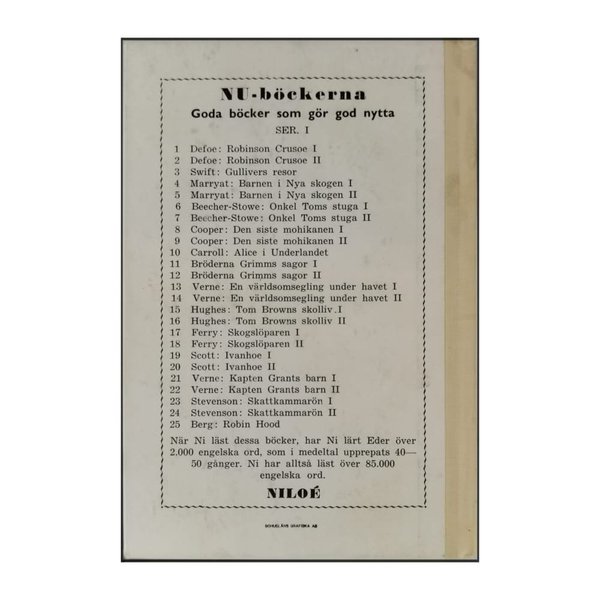 NU-böckerna
Goda böcker som gör god nytta
SER. I
1 Defoe: Robinson Crusoe I
2 Defoe: Robinson Crusoe II
3 Swift: Gullivers resor
4 Marryat: Barnen i Nya skogen I
5 Marryat: Barnen i Nya skogen II
6 Beecher-Stowe: Onkel Toms stuga I
7 Beecher-Stowe: Onkel Toms stuga II
8 Cooper: Den siste mohikanen I
9 Cooper: Den siste mohikanen II
10 Carroll: Alice i Underlandet
11 Bröderna Grimms sagor I
12 Bröderna Grimms sagor II
13 Verne: En världsomsegling under havet I
14 Verne: En världsomsegling under havet II
15 Hughes: Tom Browns skolliv I
16 Hughes: Tom Browns skolliv II
17 Ferry: Skogslöparen I
18 Ferry: Skogslöparen II
19 Scott: Ivanhoe I
20 Scott: Ivanhoe II
21 Verne: Kapten Grants barn I
22 Verne: Kapten Grants barn II
23 Stevenson: Skattkammarön I
24 Stevenson: Skattkammarön II
25 Berg: Robin Hood
När Ni läst dessa böcker, har Ni lärt Eder över
2.000 engelska ord, som i medeltal upprepats 40—
50 gånger. Ni har alltså läst över 85.000
engelska ord.
NILOÉ
BOHUSLÄNS GRAFISKA AB